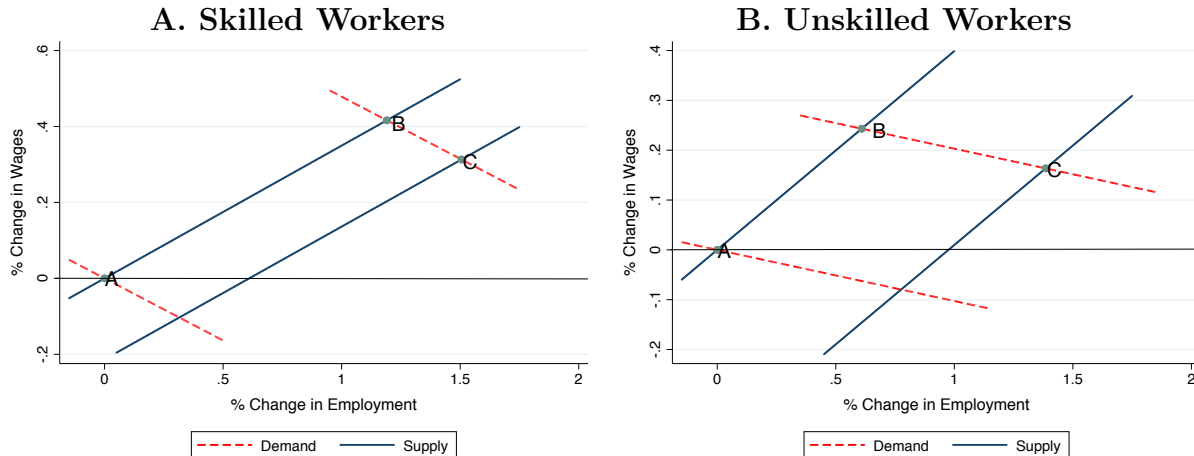 A. Skilled Workers
% Change in Wages
.6
.4
.2
0
-.2
A
B
C
0 .5 1 1.5 2
% Change in Employment
Demand Supply
B. Unskilled Workers
% Change in Wages
.4
.3
.2
.1
0
-.1
-.2
A
B
C
0 .5 1 1.5 2
% Change in Employment
Demand Supply